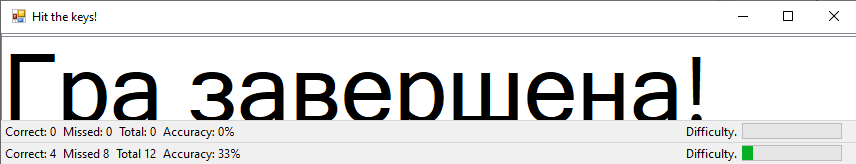 Hit the keys!
Гра завершена!
Correct: 0 Missed: 0 Total: 0 Accuracy: 0% Difficulty.
Correct: 4 Missed 8 Total 12 Accuracy: 33% Difficulty.